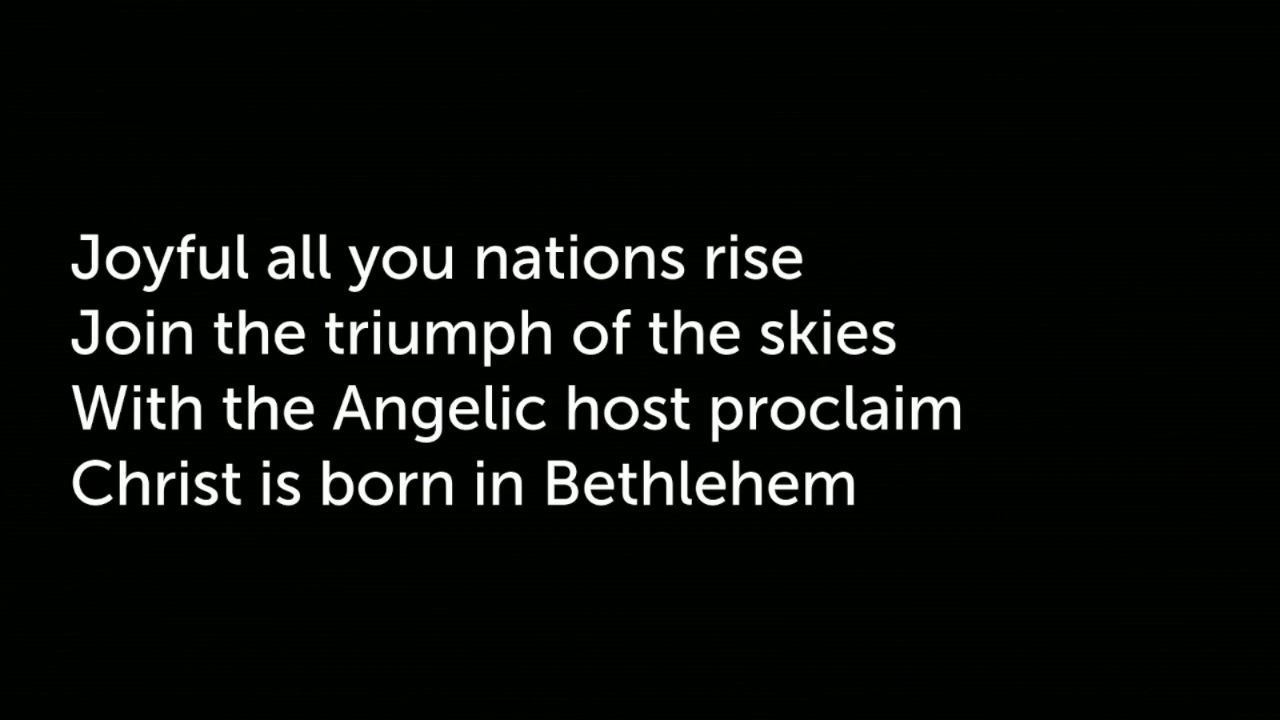 Joyful all you nations rise
Join the triumph of the skies
With the Angelic host proclaim
Christ is born in Bethlehem